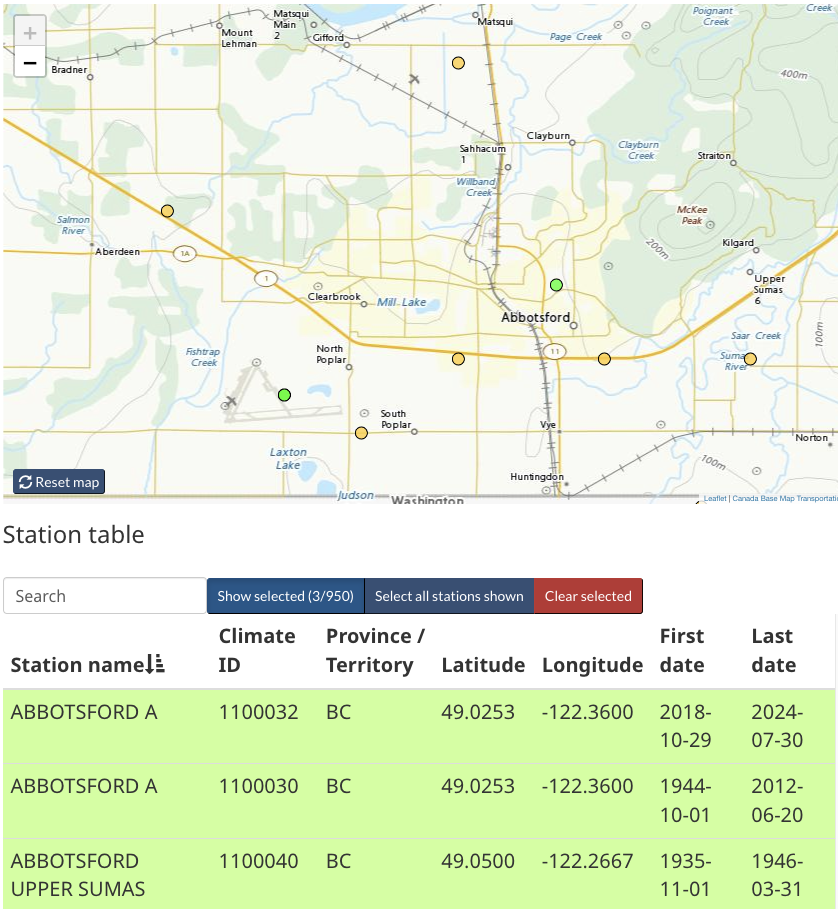 Matsqui
Main
2
Gifford
Matsqui
Poignant
Creek
Creek
Mount
Lehman
Page Creek
+
−
Bradner
400m
Clayburn
Clayburn
Creek
Sahhacum
1
Straiton
Willband
Creek
Salmon
River
McKee
Peak
Aberdeen
1A
200m
Kilgard
1
Upper
Sumas
6
Clearbrook
Mill Lake
Abbotsford
Saar Creek
100m
Fishtrap
Creek
North
Poplar
11
Sumas
River
South
Poplar
Vye
Norton
Laxton
Lake
100m
Reset map
Huntingdon
Judson
Washington
Leaflet | Canada Base Map Transportatio
Station table
Search
Show selected (3/950)
Select all stations shown
Clear selected
Station name
Climate
ID
Province /
Territory
Latitude
Longitude
First
date
Last
date
ABBOTSFORD A 1100032 BC 49.0253 -122.3600 2018- 2024-
10-29 07-30
ABBOTSFORD A 1100030 BC 49.0253 -122.3600 1944- 2012-
10-01 06-20
ABBOTSFORD 1100040 BC 49.0500 -122.2667 1935- 1946-
UPPER SUMAS 11-01 03-31